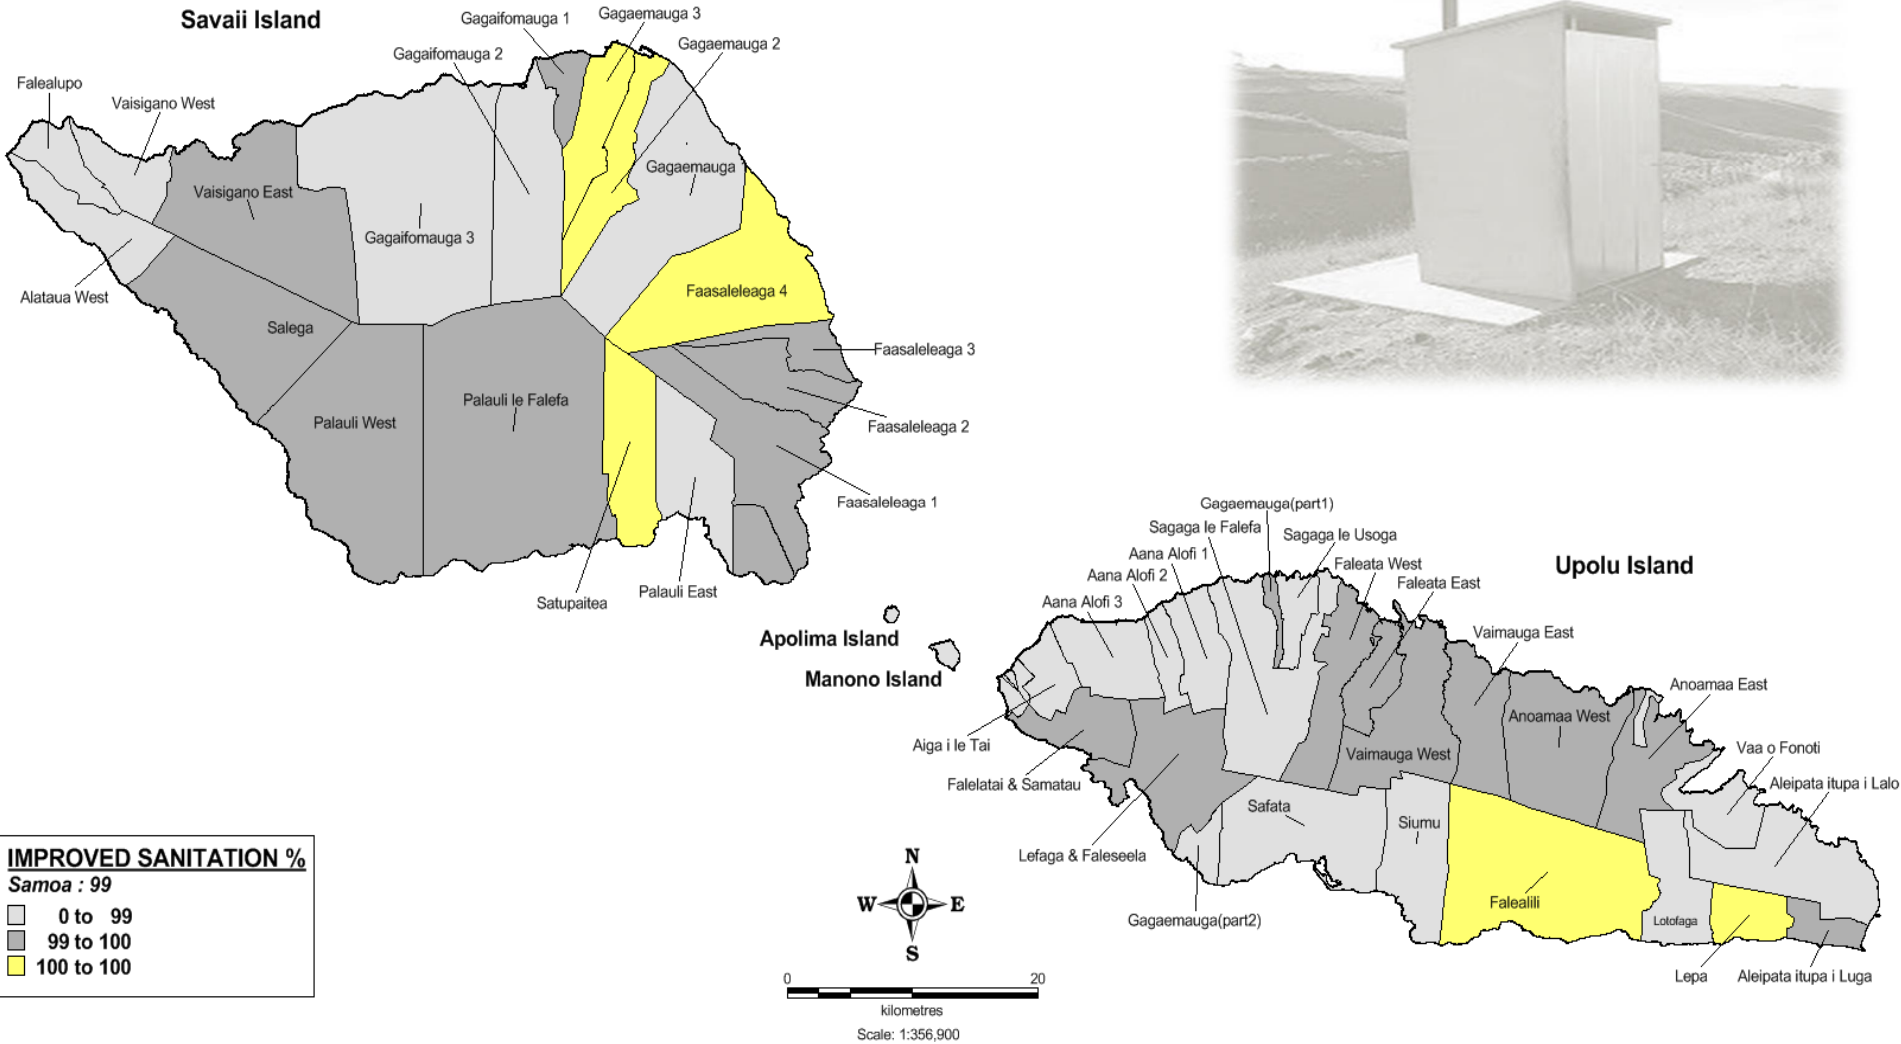 Savaii Island
Gagaifomauga 1
Gagaemauga 3
Gagaifomauga 2
Gagaemauga 2
Falealupo
Vaisigano West
Gagaemauga
Vaisigano East
Gagaifomauga 3
Alataua West
Faasaleleaga 4
Salega
Faasaleleaga 3
Palauli le Falefa
Palauli West
Faasaleleaga 2
Faasaleleaga 1
Satupaitea
Palauli East
Apolima Island
Manono Island
Upolu Island
Gagaemauga(part1)
Sagaga le Falefa
Sagaga le Usoga
Aana Alofi 1
Faleata West
Aana Alofi 2
Faleata East
Aana Alofi 3
Vaimauga East
Anoamaa East
Anoamaa West
Aiga i le Tai
Vaimauga West
Vaa o Fonoti
Falelatai & Samatau
Aleipata itupa i Lalo
Safata
Siumu
Lefaga & Faleseela
Falealili
Lotofaga
Gagaemauga(part2)
Lepa
Aleipata itupa i Luga
IMPROVED SANITATION %
Samoa : 99
0 to 99
99 to 100
100 to 100
N
W E
S
0 20
kilometres
Scale: 1:356,900